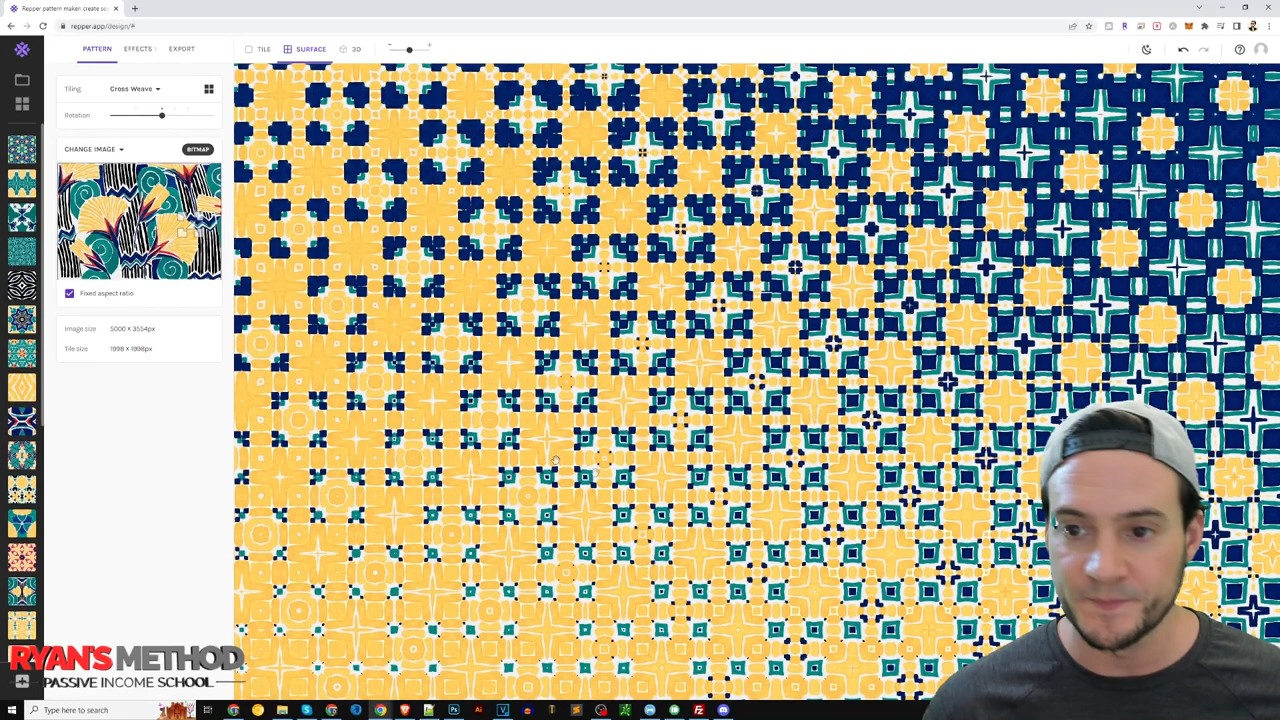 Repper pattern maker: create sea
repper.app/design/#
PATTERN EFFECTS 1 EXPORT
TILE SURFACE 3D
Tiling Cross Weave
Rotation
CHANGE IMAGE BITMAP
Fixed aspect ratio
Image size 5000 × 3554px
Tile size 1998 × 1998px
RYAN'S METHOD
PASSIVE INCOME SCHOOL
Type here to search